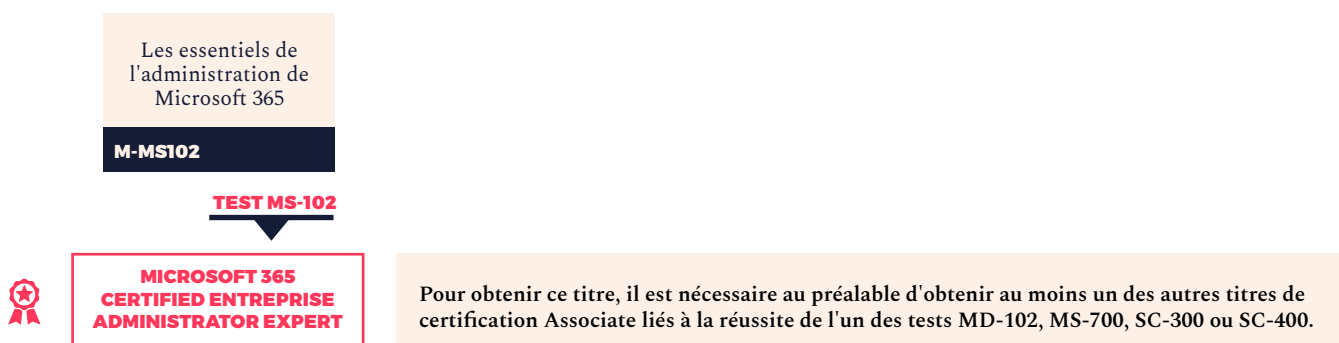 Les essentiels de
l'administration de
Microsoft 365
M-MS102
TEST MS-102
MICROSOFT 365
CERTIFIED ENTREPRISE
ADMINISTRATOR EXPERT
Pour obtenir ce titre, il est nécessaire au préalable d'obtenir au moins un des autres titres de
certification Associate liés à la réussite de l'un des tests MD-102, MS-700, SC-300 ou SC-400.